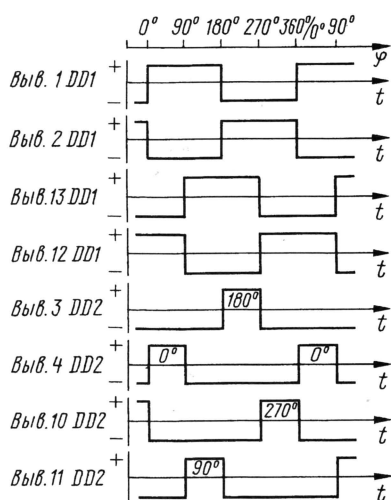 0° 90° 180° 270° 360°/0° 90°
φ
+
Выв. 1 DD1
− t
+
Выв. 2 DD1
− t
+
Выв. 13 DD1
− t
+
Выв. 12 DD1
− t
+
Выв. 3 DD2 180°
− t
+
Выв. 4 DD2 0° 0°
− t
+
Выв. 10 DD2 270°
− t
+
Выв. 11 DD2 90°
− t